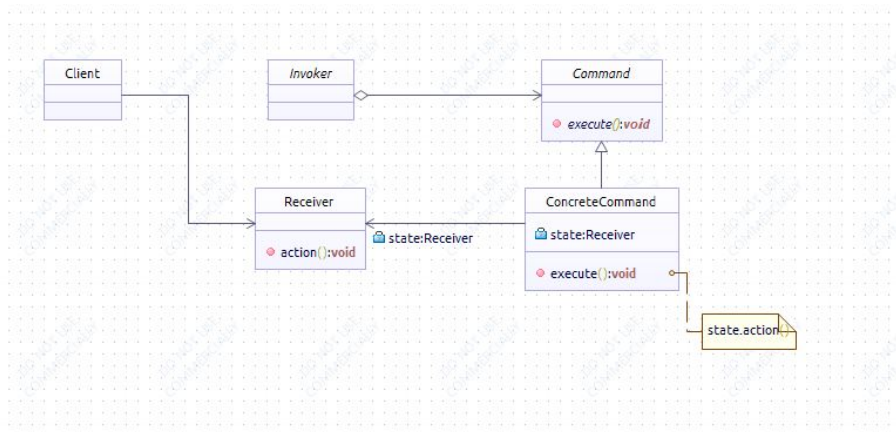 Client
Invoker
Command
execute():void
Receiver
action():void
state:Receiver
ConcreteCommand
state:Receiver
execute():void
state.action()